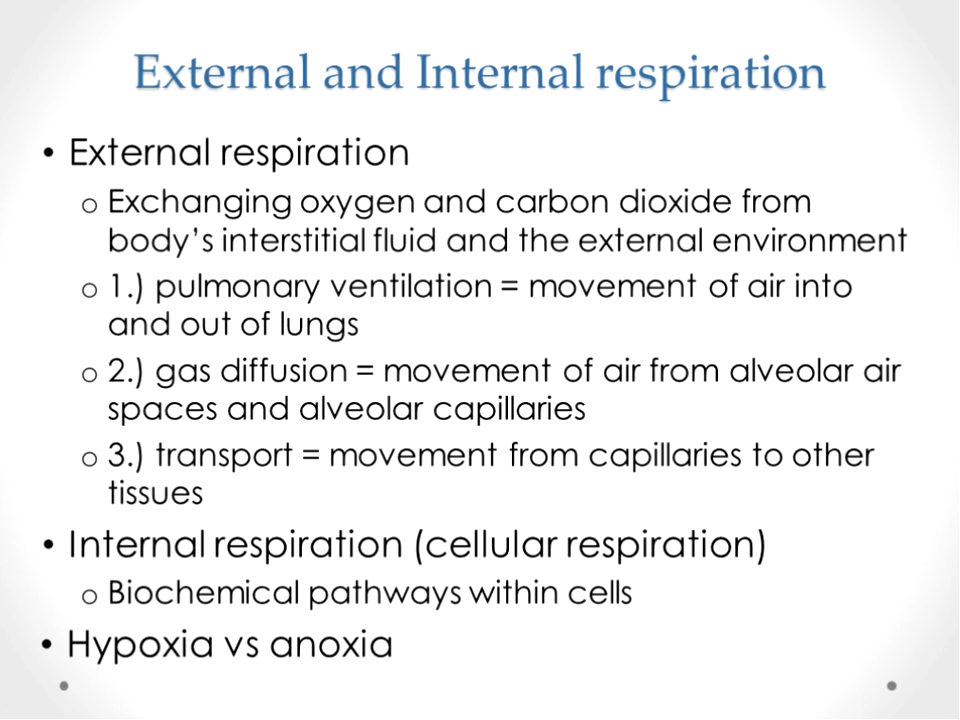 External and Internal respiration
• External respiration
o Exchanging oxygen and carbon dioxide from
body’s interstitial fluid and the external environment
o 1.) pulmonary ventilation = movement of air into
and out of lungs
o 2.) gas diffusion = movement of air from alveolar air
spaces and alveolar capillaries
o 3.) transport = movement from capillaries to other
tissues
• Internal respiration (cellular respiration)
o Biochemical pathways within cells
• Hypoxia vs anoxia